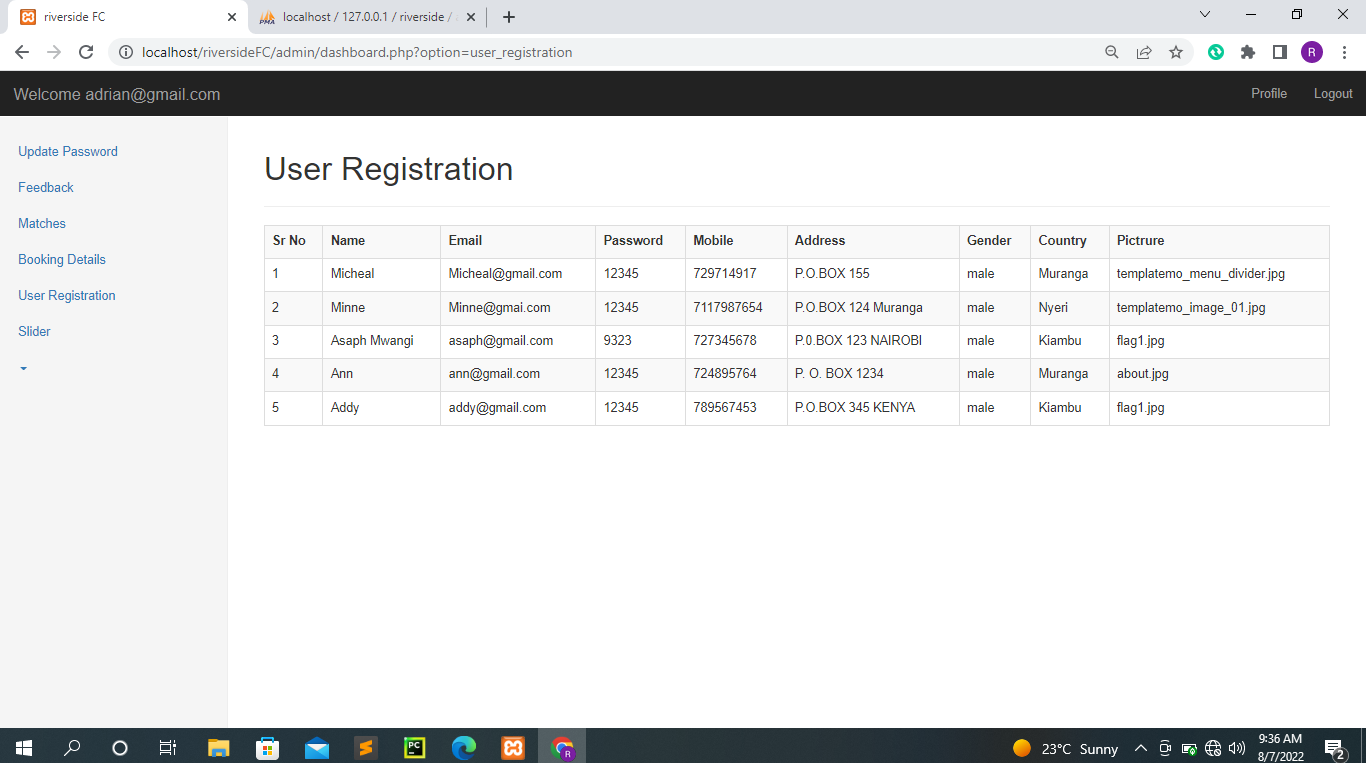 riverside FC
localhost / 127.0.0.1 / riverside /
localhost/riversideFC/admin/dashboard.php?option=user_registration
R
Welcome adrian@gmail.com Profile Logout
Update Password
Feedback
Matches
Booking Details
User Registration
Slider
User Registration
Sr No Name Email Password Mobile Address Gender Country Pictrure
1 Micheal Micheal@gmail.com 12345 729714917 P.O.BOX 155 male Muranga templatemo_menu_divider.jpg
2 Minne Minne@gmai.com 12345 7117987654 P.O.BOX 124 Muranga male Nyeri templatemo_image_01.jpg
3 Asaph Mwangi asaph@gmail.com 9323 727345678 P.0.BOX 123 NAIROBI male Kiambu flag1.jpg
4 Ann ann@gmail.com 12345 724895764 P. O. BOX 1234 male Muranga about.jpg
5 Addy addy@gmail.com 12345 789567453 P.O.BOX 345 KENYA male Kiambu flag1.jpg
PC
R
23°C Sunny
9:36 AM
8/7/2022
2